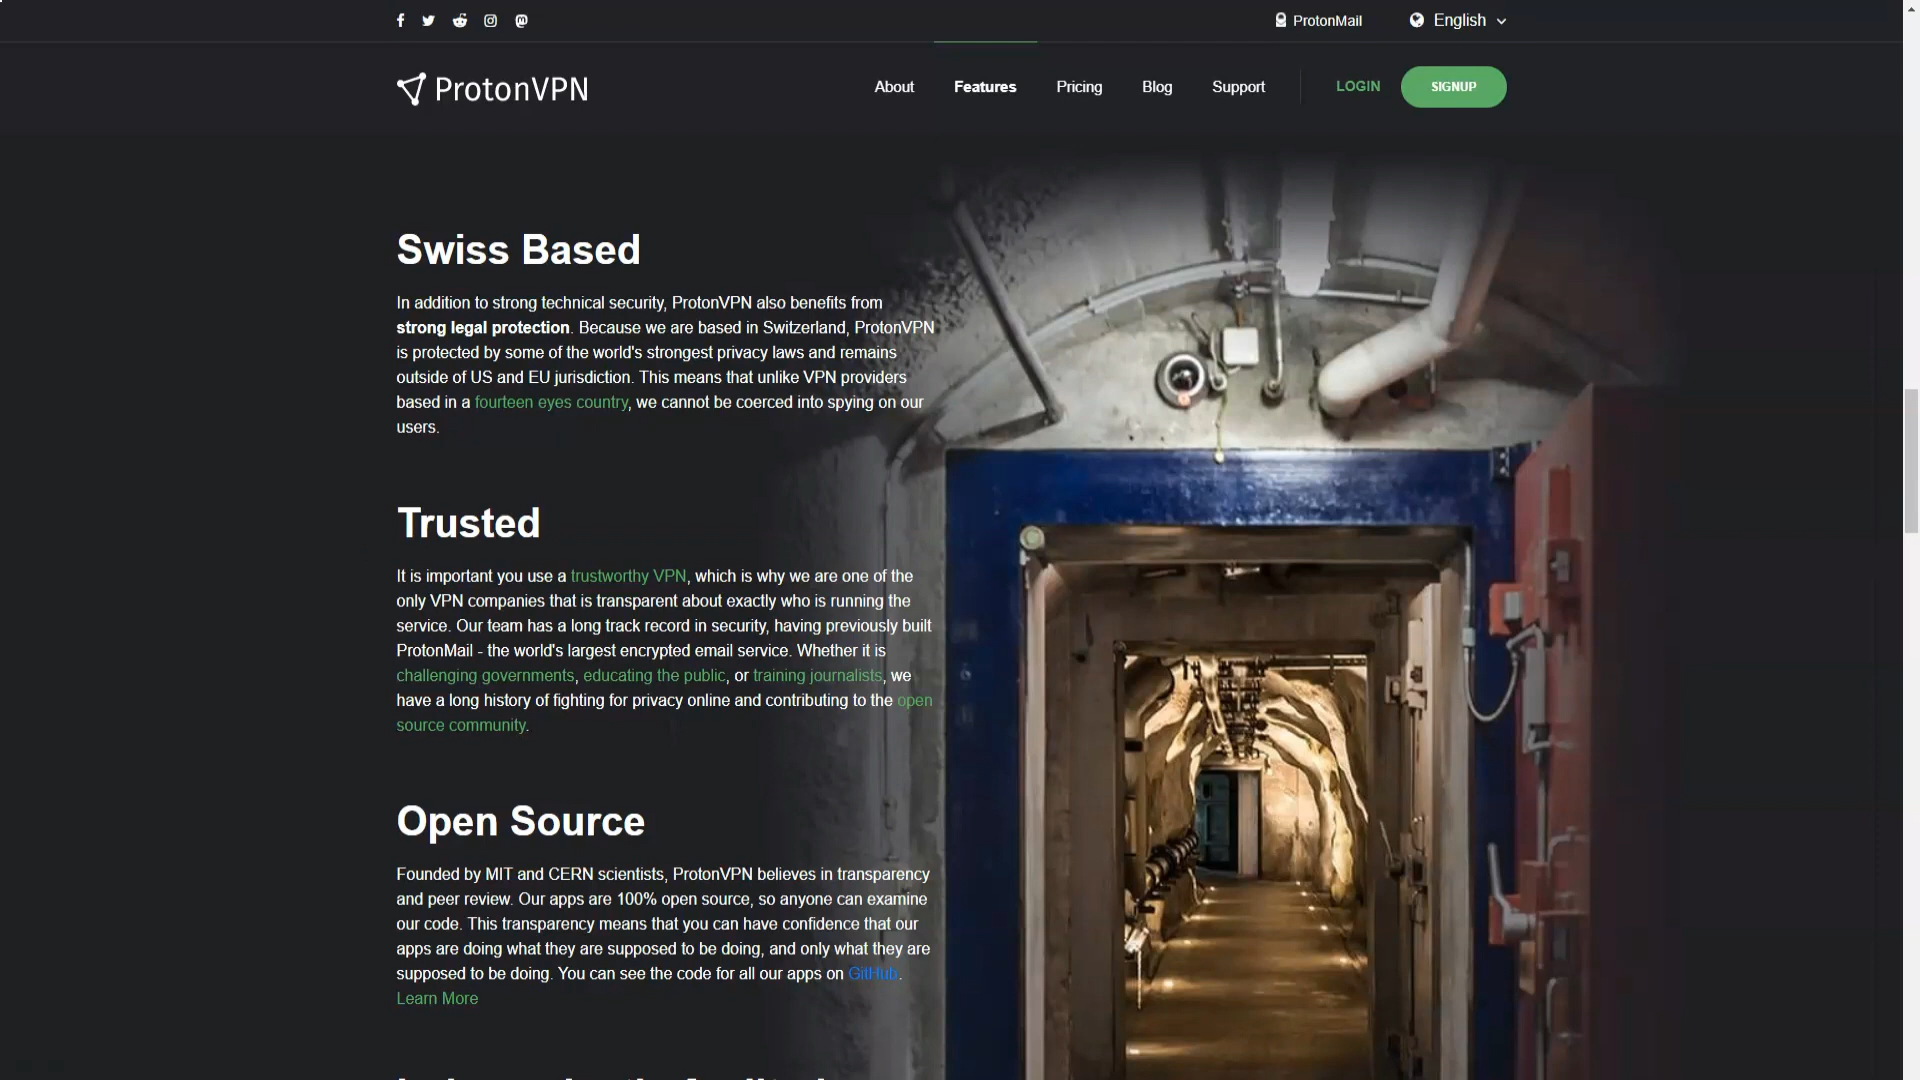 ProtonMail
English
ProtonVPN
About
Features
Pricing
Blog
Support
LOGIN
SIGNUP
Swiss Based
In addition to strong technical security, ProtonVPN also benefits from
strong legal protection. Because we are based in Switzerland, ProtonVPN
is protected by some of the world's strongest privacy laws and remains
outside of US and EU jurisdiction. This means that unlike VPN providers
based in a fourteen eyes country, we cannot be coerced into spying on our
users.
Trusted
It is important you use a trustworthy VPN, which is why we are one of the
only VPN companies that is transparent about exactly who is running the
service. Our team has a long track record in security, having previously built
ProtonMail - the world's largest encrypted email service. Whether it is
challenging governments, educating the public, or training journalists, we
have a long history of fighting for privacy online and contributing to the open
source community.
Open Source
Founded by MIT and CERN scientists, ProtonVPN believes in transparency
and peer review. Our apps are 100% open source, so anyone can examine
our code. This transparency means that you can have confidence that our
apps are doing what they are supposed to be doing, and only what they are
supposed to be doing. You can see the code for all our apps on GitHub.
Learn More